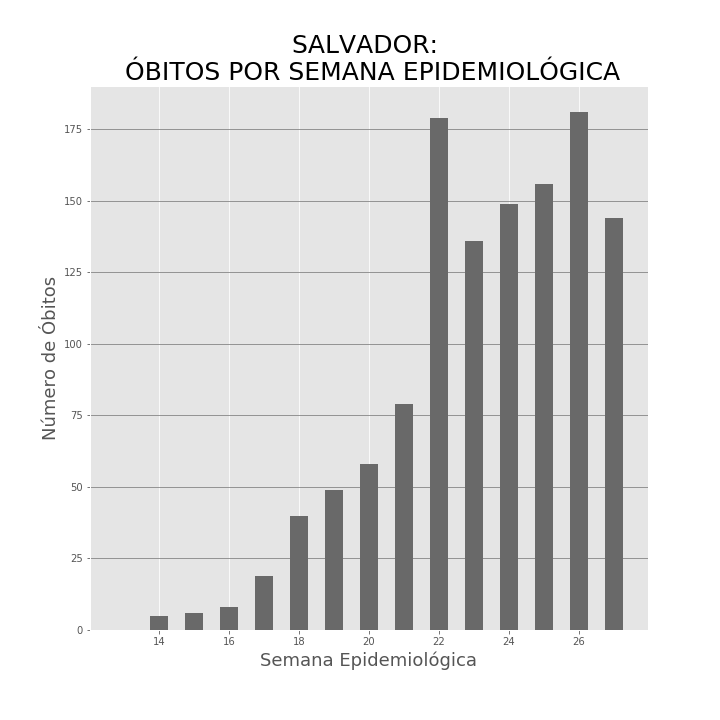 SALVADOR:
ÓBITOS POR SEMANA EPIDEMIOLÓGICA
175
150
125
100
75
50
25
0
Número de Óbitos
14 16 18 20 22 24 26
Semana Epidemiológica